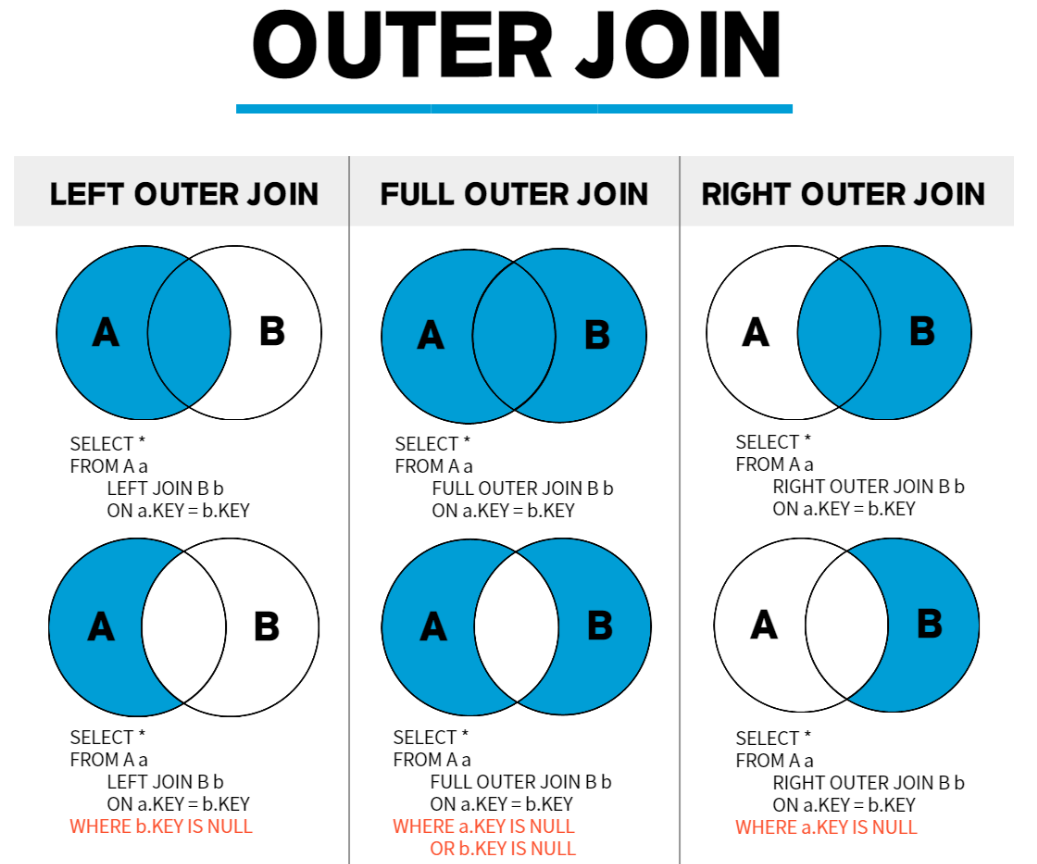 OUTER JOIN
LEFT OUTER JOIN
FULL OUTER JOIN
RIGHT OUTER JOIN
A
B
A
B
A
B
SELECT *
FROM A a
LEFT JOIN B b
ON a.KEY = b.KEY
SELECT *
FROM A a
FULL OUTER JOIN B b
ON a.KEY = b.KEY
SELECT *
FROM A a
RIGHT OUTER JOIN B b
ON a.KEY = b.KEY
A
B
A
B
A
B
SELECT *
FROM A a
LEFT JOIN B b
ON a.KEY = b.KEY
WHERE b.KEY IS NULL
SELECT *
FROM A a
FULL OUTER JOIN B b
ON a.KEY = b.KEY
WHERE a.KEY IS NULL
OR b.KEY IS NULL
SELECT *
FROM A a
RIGHT OUTER JOIN B b
ON a.KEY = b.KEY
WHERE a.KEY IS NULL